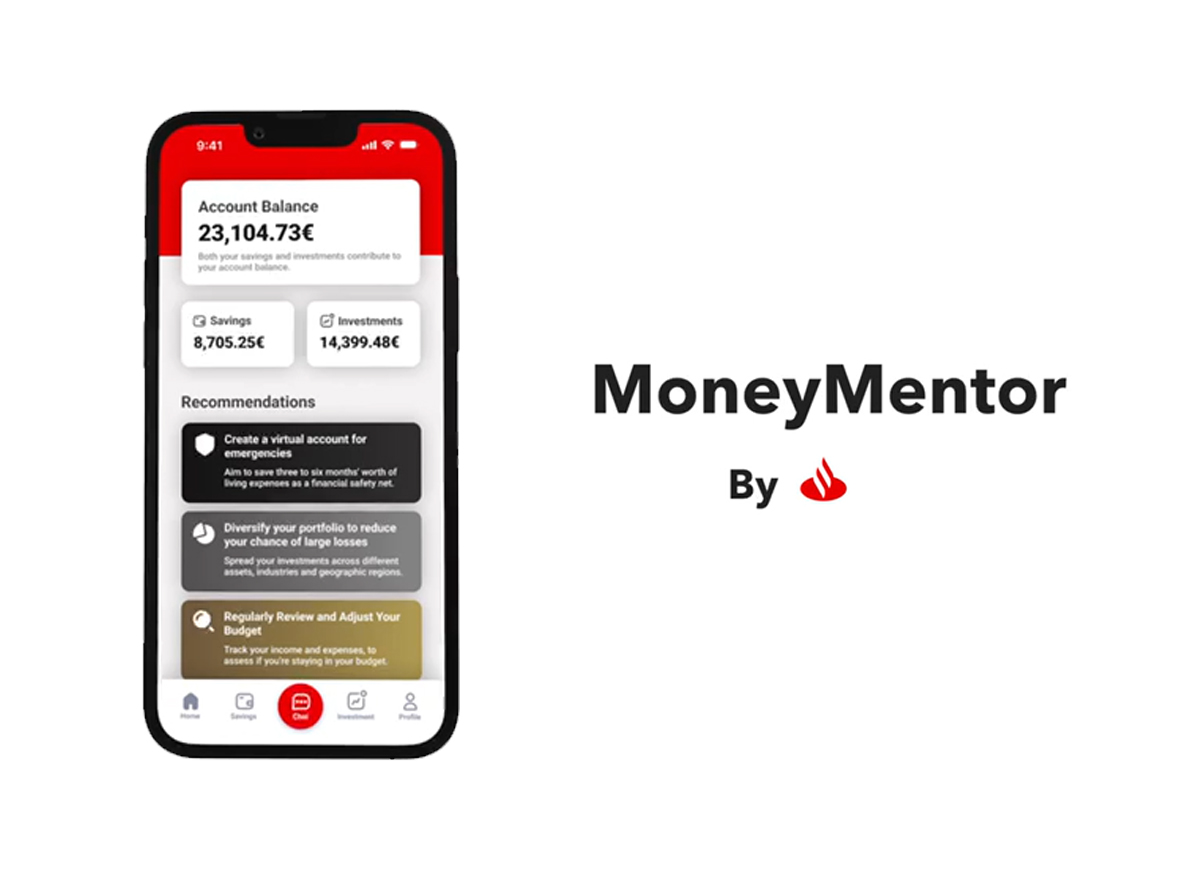 9:41
Account Balance
23,104.73€
Both your savings and investments contribute to
your account balance.
Savings
8,705.25€
Investments
14,399.48€
Recommendations
Create a virtual account for
emergencies
Aim to save three to six months' worth of
living expenses as a financial safety net.
Diversify your portfolio to reduce
your chance of large losses
Spread your investments across different
assets, industries and geographic regions.
Regularly Review and Adjust Your
Budget
Track your income and expenses, to
assess if you're staying in your budget.
Home
Savings
Chat
Investment
Profile
MoneyMentor
By